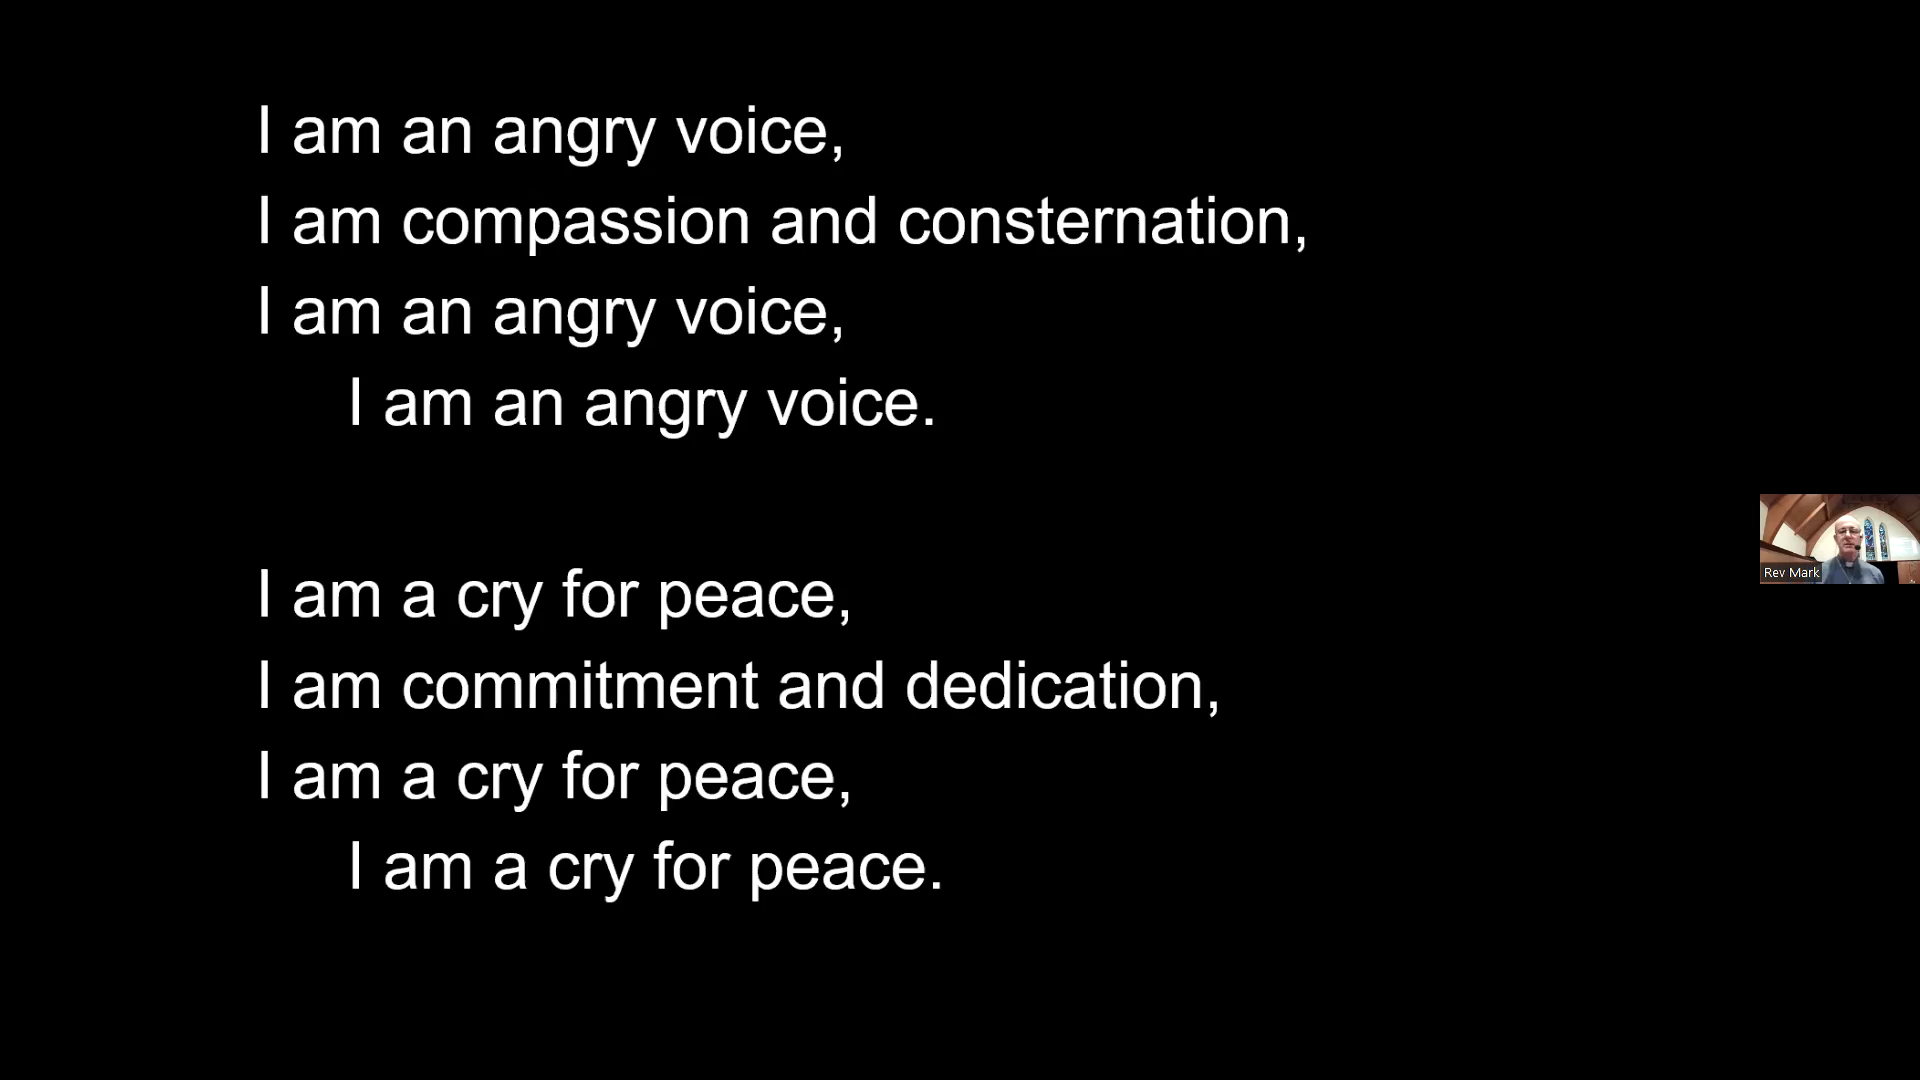 I am an angry voice,
I am compassion and consternation,
I am an angry voice,
I am an angry voice.
I am a cry for peace,
I am commitment and dedication,
I am a cry for peace,
I am a cry for peace.
Rev Mark